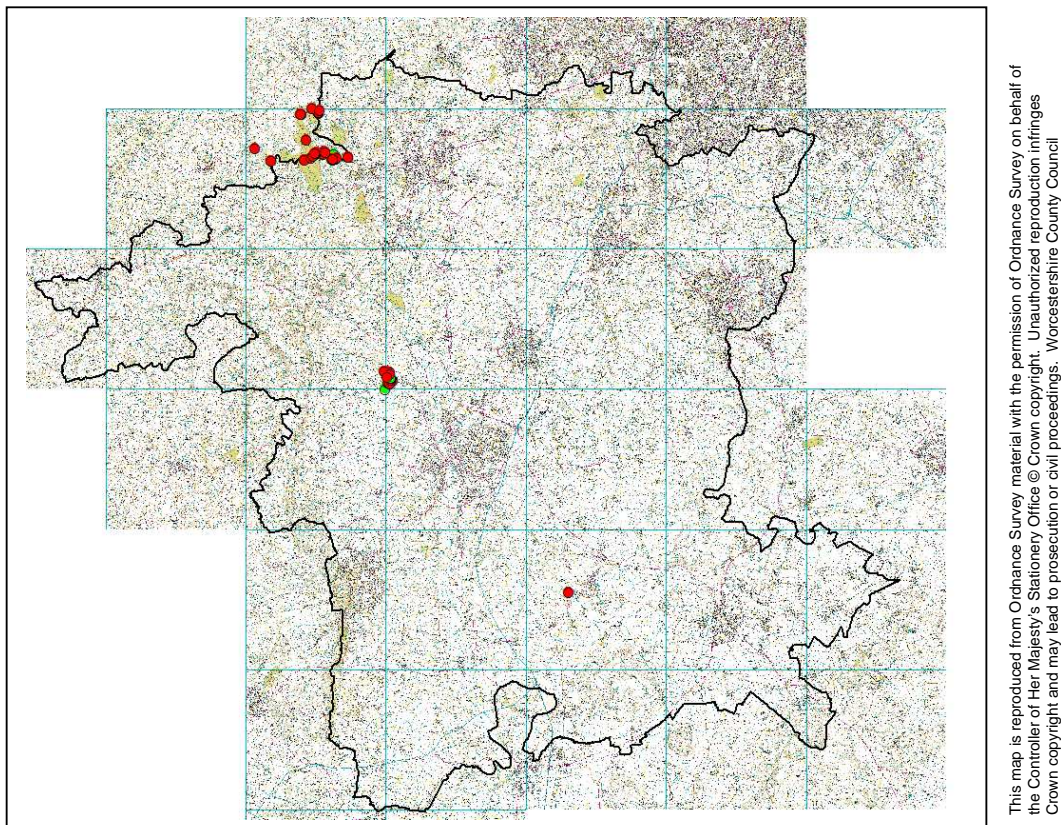 This map is reproduced from Ordnance Survey material with the permission of Ordnance Survey on behalf of
the Controller of Her Majesty's Stationery Office © Crown copyright.  Unauthorized reproduction infringes
Crown copyright and may lead to prosecution or civil proceedings.  Worcestershire County Council